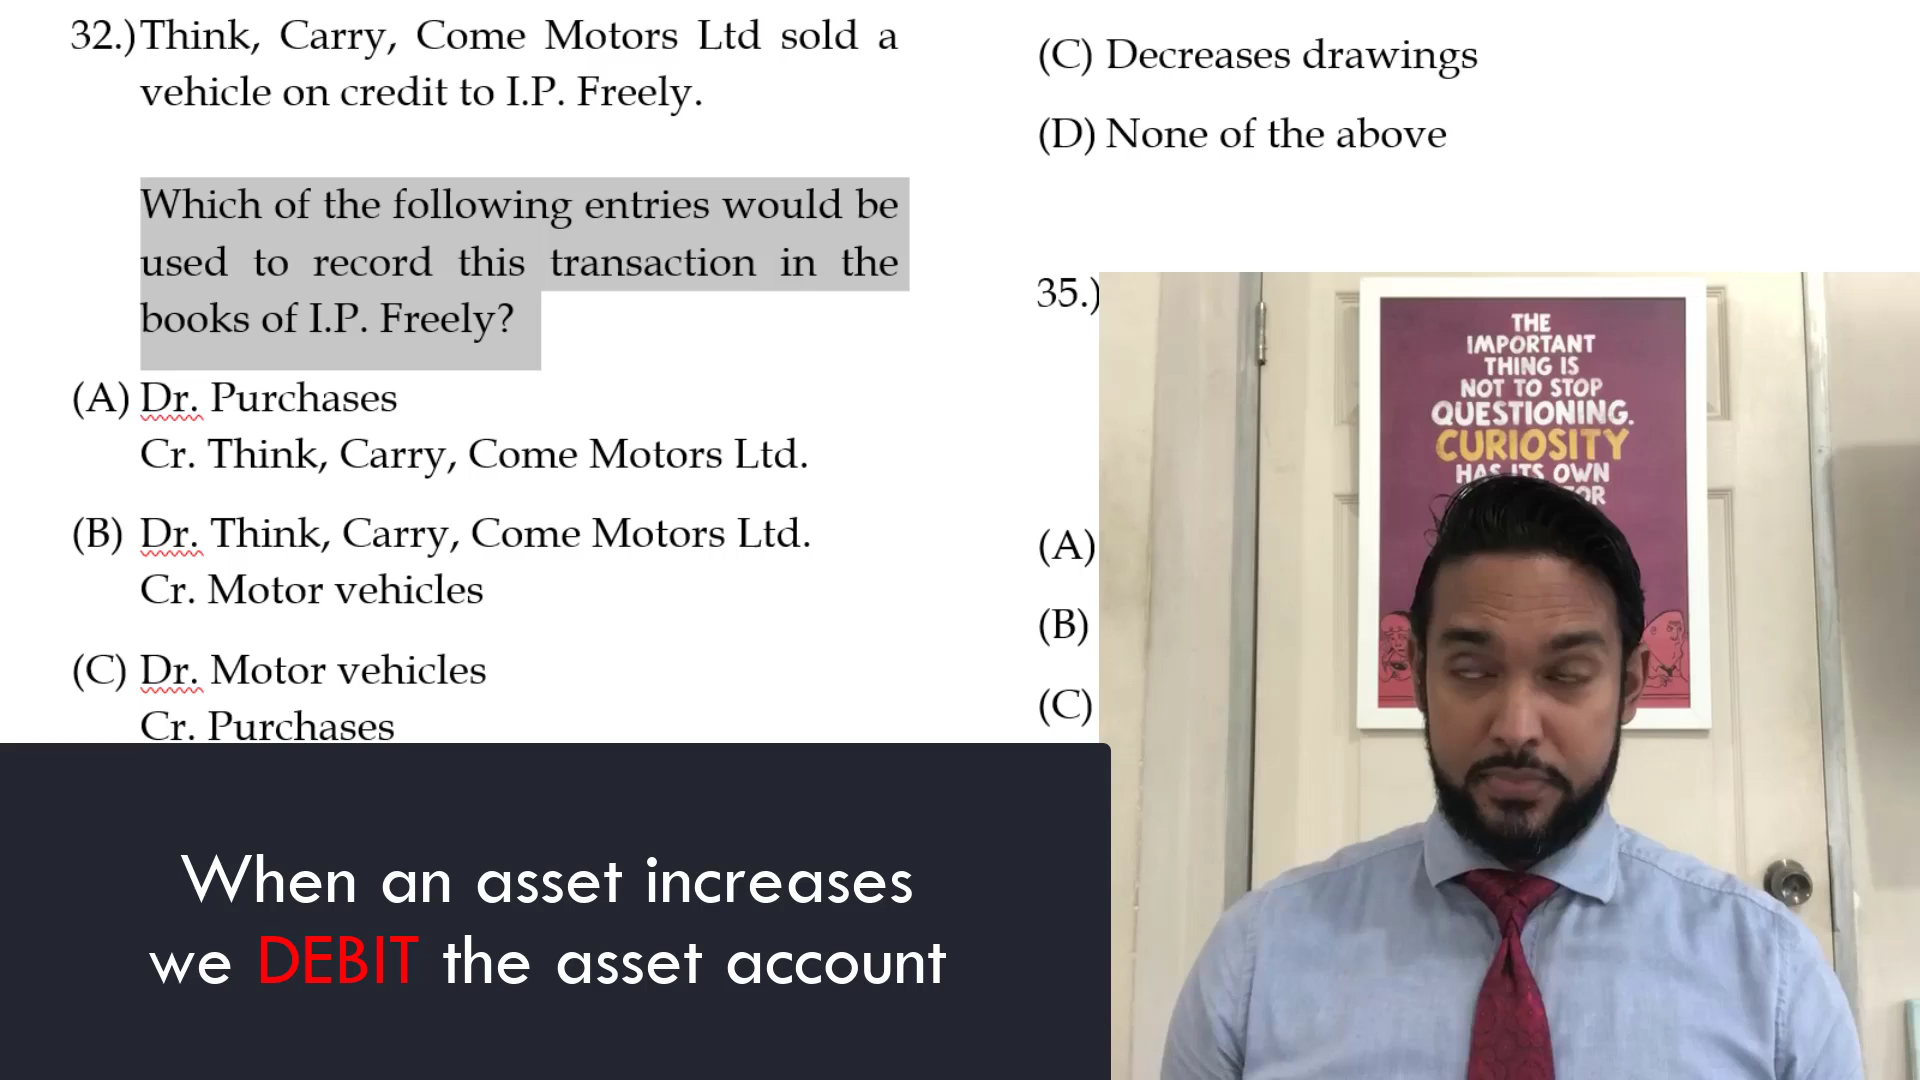 32.) Think, Carry, Come Motors Ltd sold a
vehicle on credit to I.P. Freely.
Which of the following entries would be
used to record this transaction in the
books of I.P. Freely?
(A) Dr. Purchases
Cr. Think, Carry, Come Motors Ltd.
(B) Dr. Think, Carry, Come Motors Ltd.
Cr. Motor vehicles
(C) Dr. Motor vehicles
Cr. Purchases
When an asset increases
we DEBIT the asset account
(C) Decreases drawings
(D) None of the above
35.)
(A)
(B)
(C)
THE
IMPORTANT
THING IS
NOT TO STOP
QUESTIONING.
CURIOSITY
HAS ITS OWN